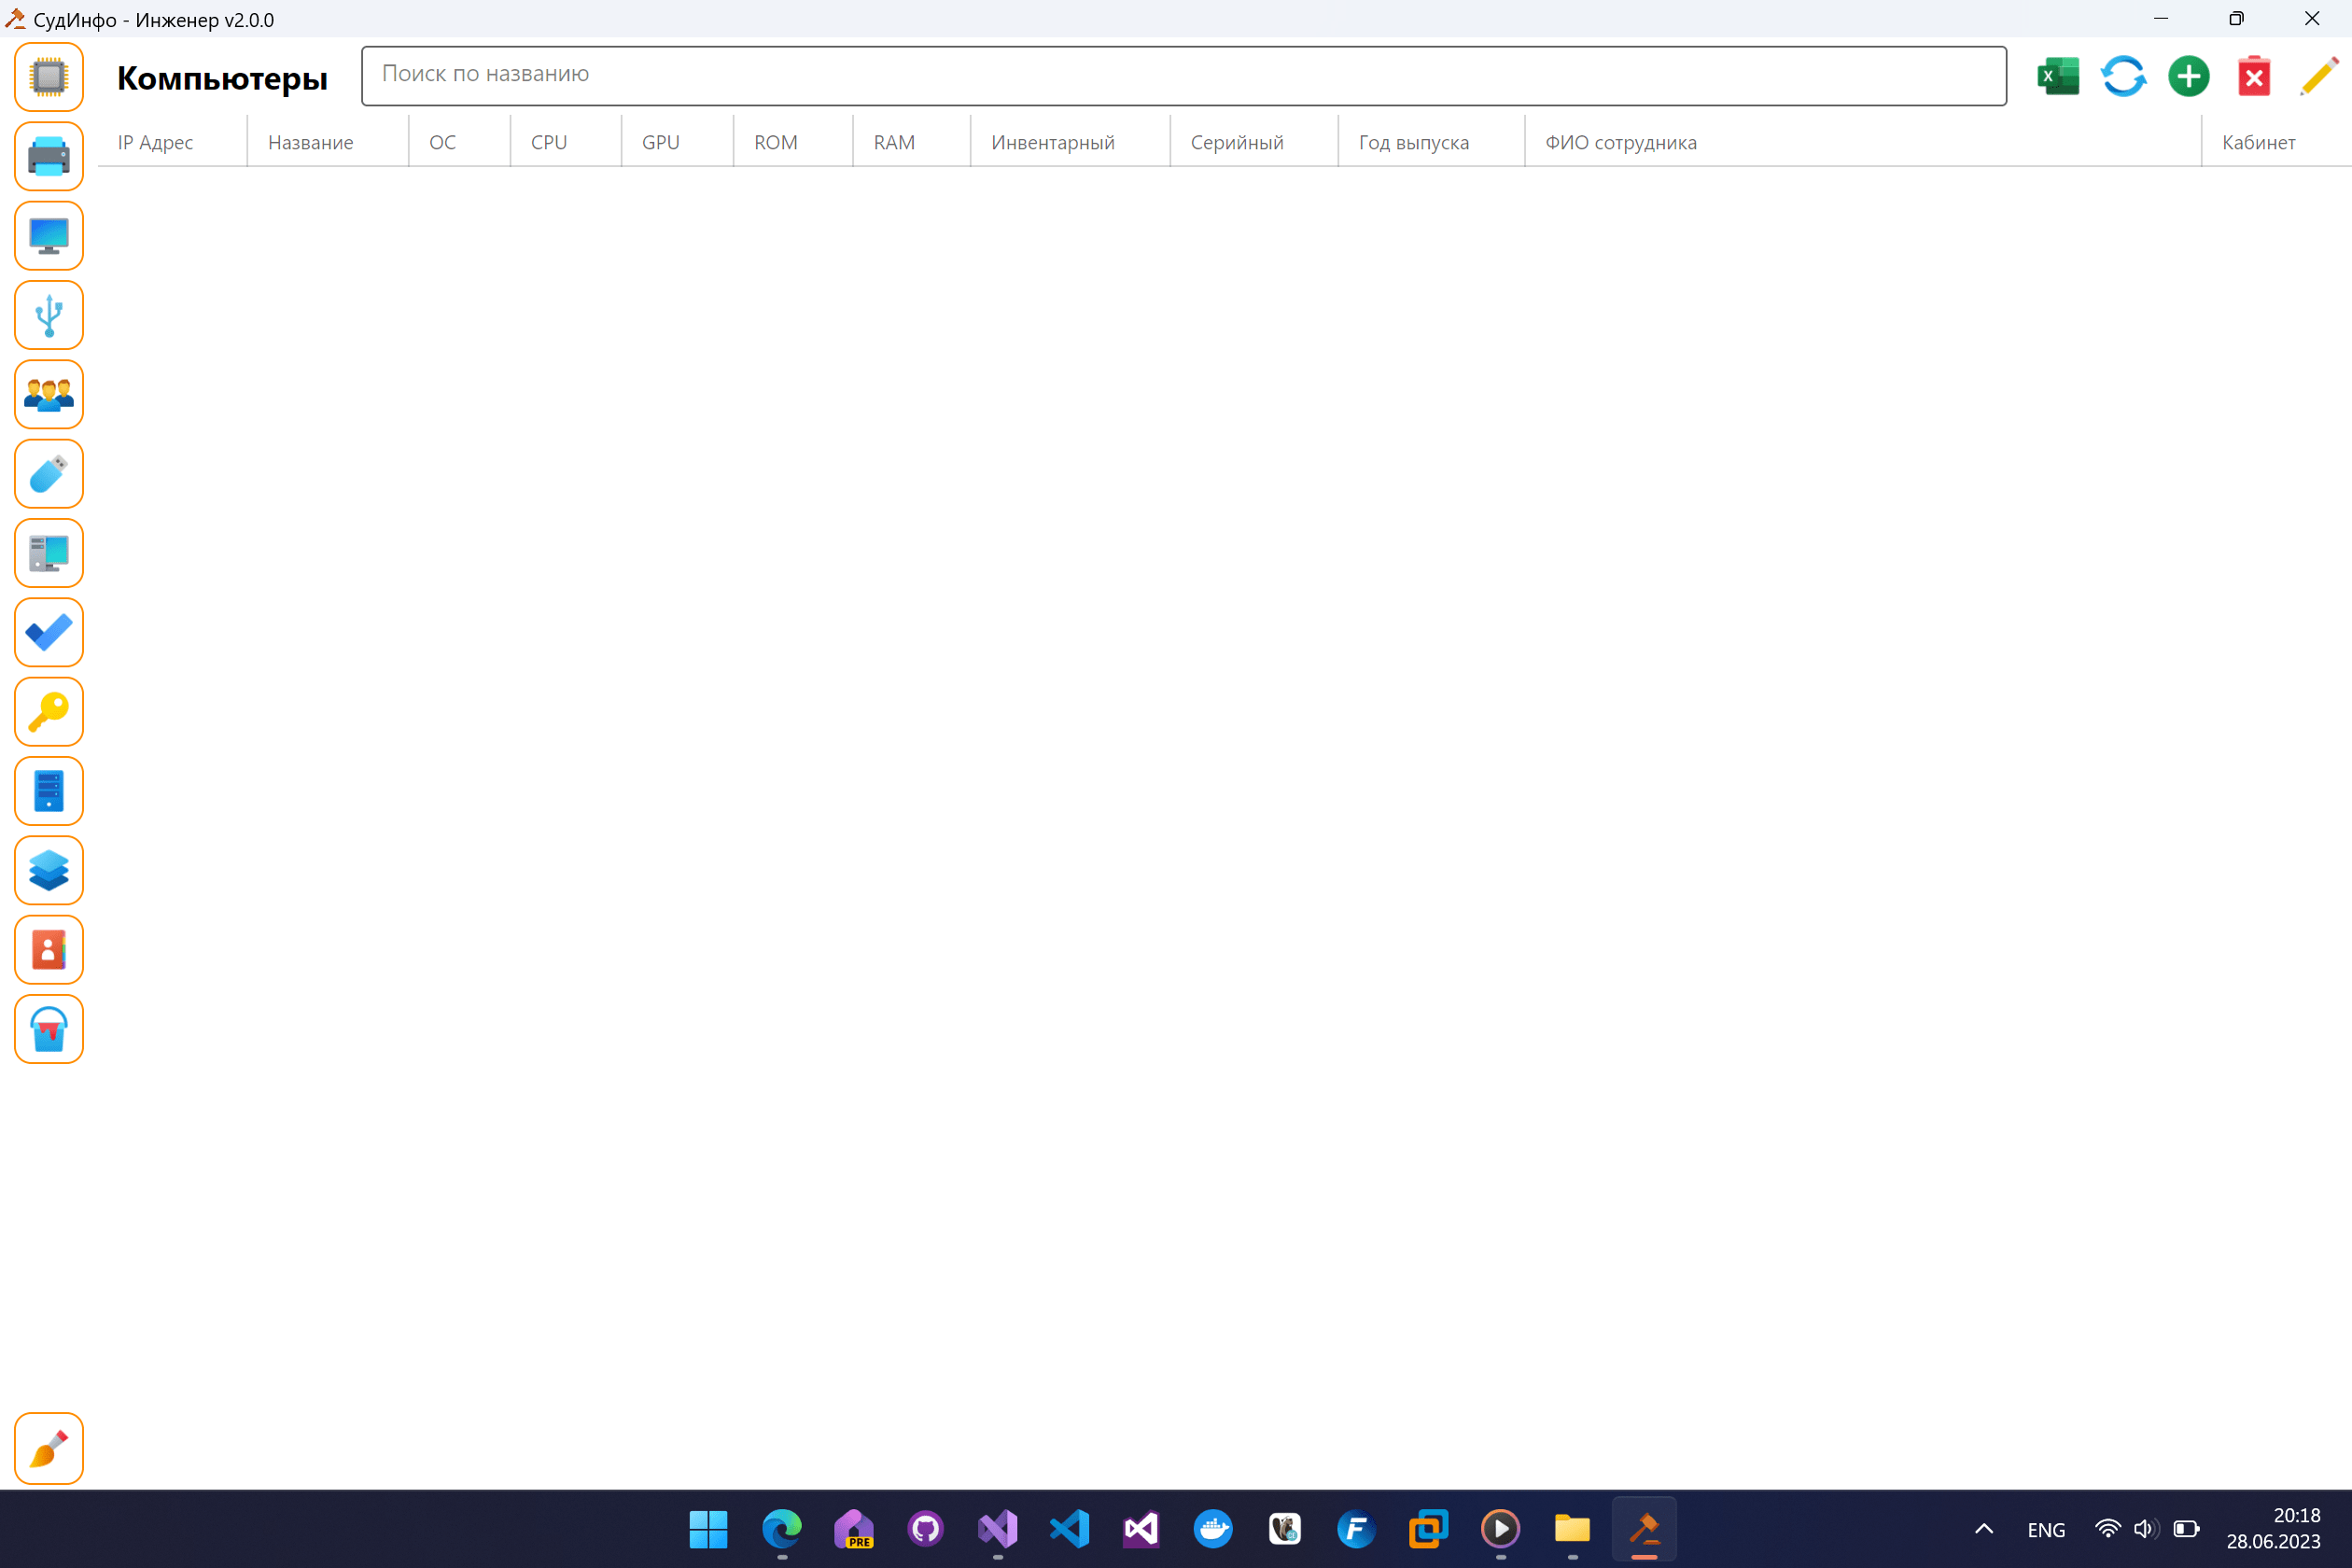 СудИнфо - Инженер v2.0.0
Компьютеры
Поиск по названию
IP Адрес Название ОС CPU GPU ROM RAM Инвентарный Серийный Год выпуска ФИО сотрудника Кабинет
PRE
ENG
20:18
28.06.2023